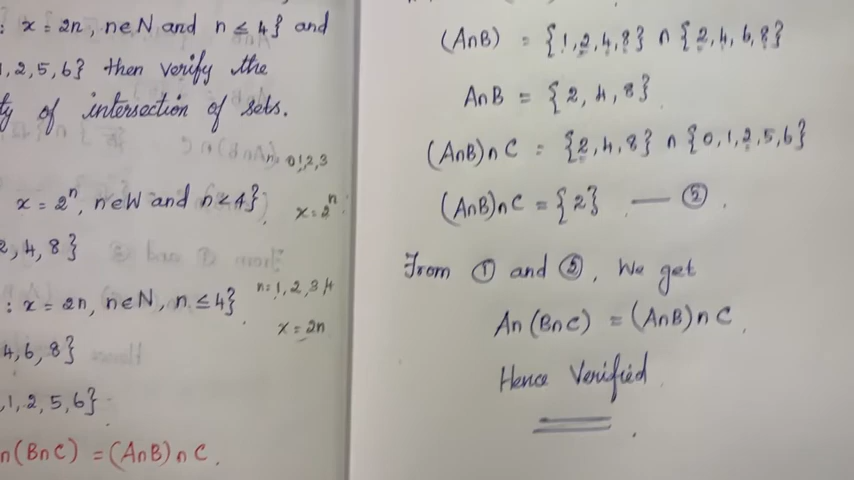 : x = 2n, n∈N and n ≤ 4} and
1, 2, 5, 6} then verify the
ty of intersection of sets.
n = 0,1,2,3
x = 2ⁿ, n∈W and n < 4}
x = 2ⁿ
2, 4, 8}
: x = 2n, n∈N, n ≤ 4}
n = 1, 2, 3, 4
x = 2n
4, 6, 8}
, 1, 2, 5, 6}
n(B∩C) = (A∩B)∩C.
(A∩B) = {1, 2, 4, 8} ∩ {2, 4, 6, 8}
A∩B = {2, 4, 8}.
(A∩B)∩C = {2, 4, 8} ∩ {0, 1, 2, 5, 6}
(A∩B)∩C = {2} — ②.
From ① and ②, We get
A∩(B∩C) = (A∩B)∩C.
Hence Verified.